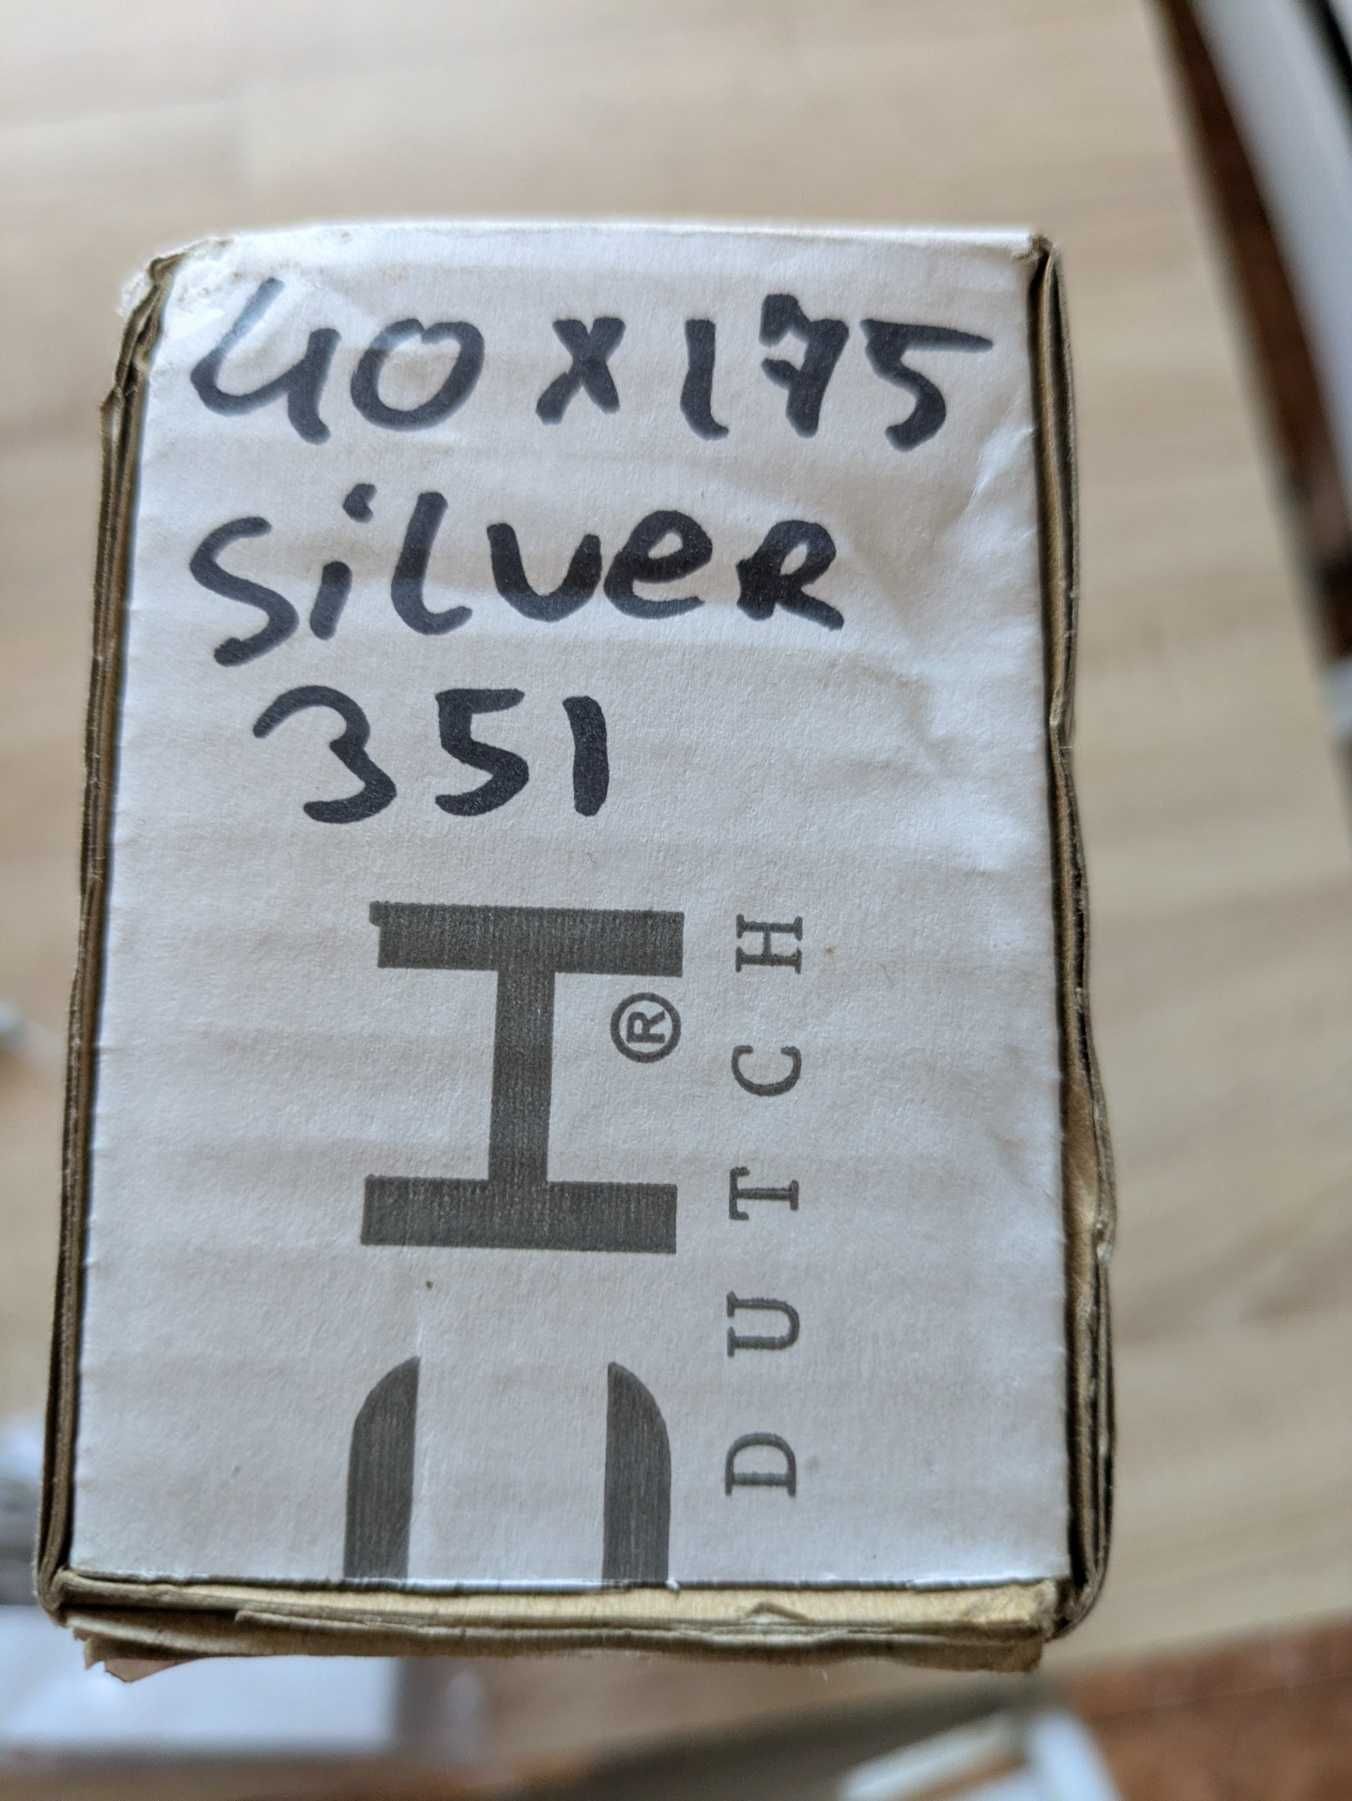 40x175
SilveR
351
H®
DUTCH